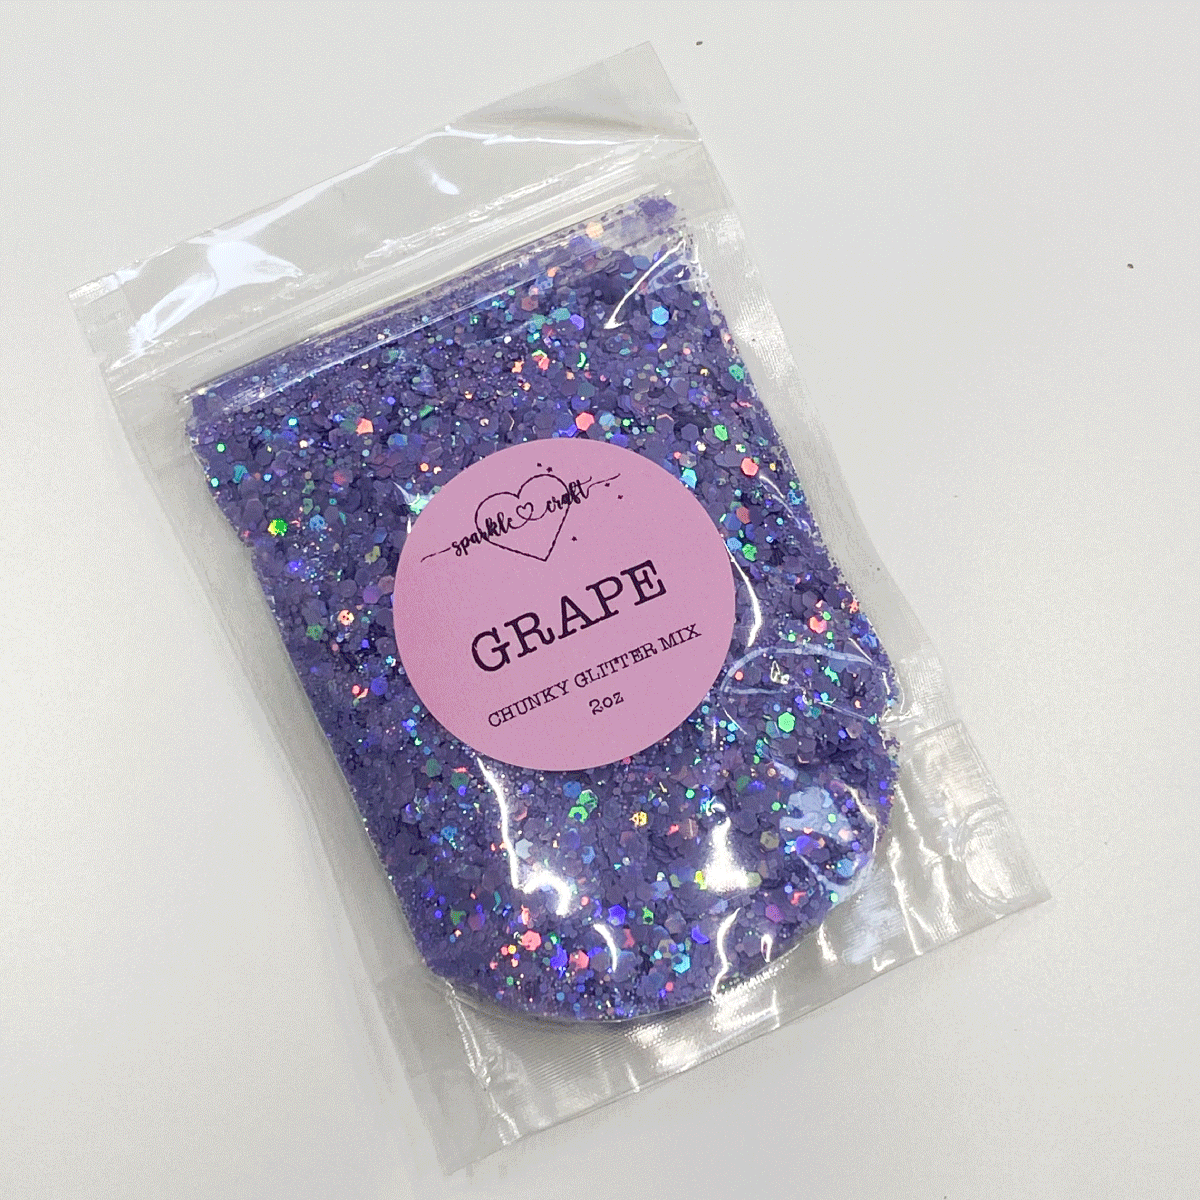 sparkle craft
GRAPE
CHUNKY GLITTER MIX
2oz